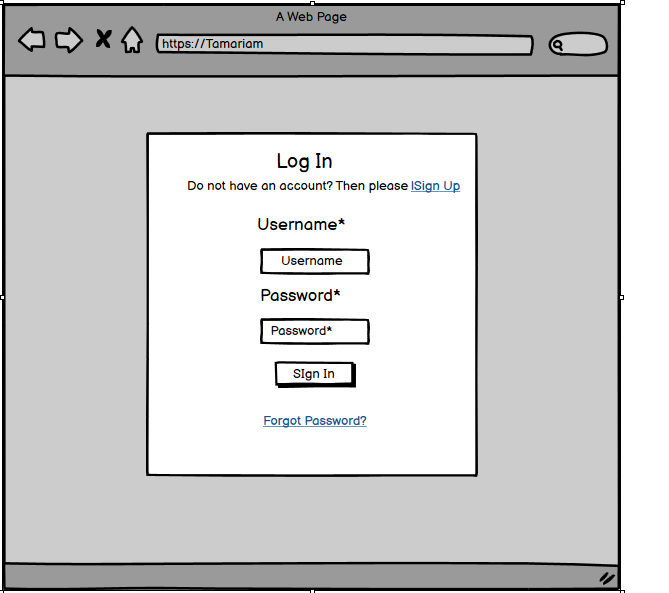 A Web Page
https://Tamariam
Log In
Do not have an account? Then please lSign Up
Username*
Username
Password*
Password*
SIgn In
Forgot Password?